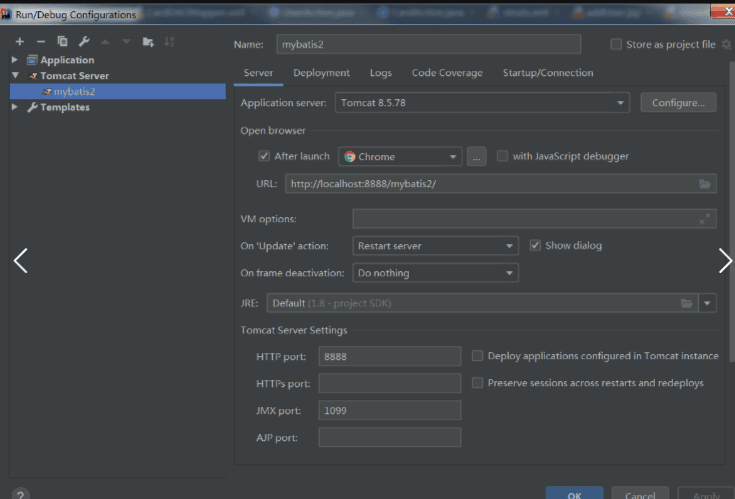 Run/Debug Configurations
Name: mybatis2 Store as project file
Application
Tomcat Server
mybatis2
Templates
Server Deployment Logs Code Coverage Startup/Connection
Application server: Tomcat 8.5.78 Configure...
Open browser
After launch Chrome ... with JavaScript debugger
URL: http://localhost:8888/mybatis2/
VM options:
On 'Update' action: Restart server Show dialog
On frame deactivation: Do nothing
JRE: Default (1.8 - project SDK)
Tomcat Server Settings
HTTP port: 8888 Deploy applications configured in Tomcat instance
HTTPs port: Preserve sessions across restarts and redeploys
JMX port: 1099
AJP port:
? OK Cancel Apply